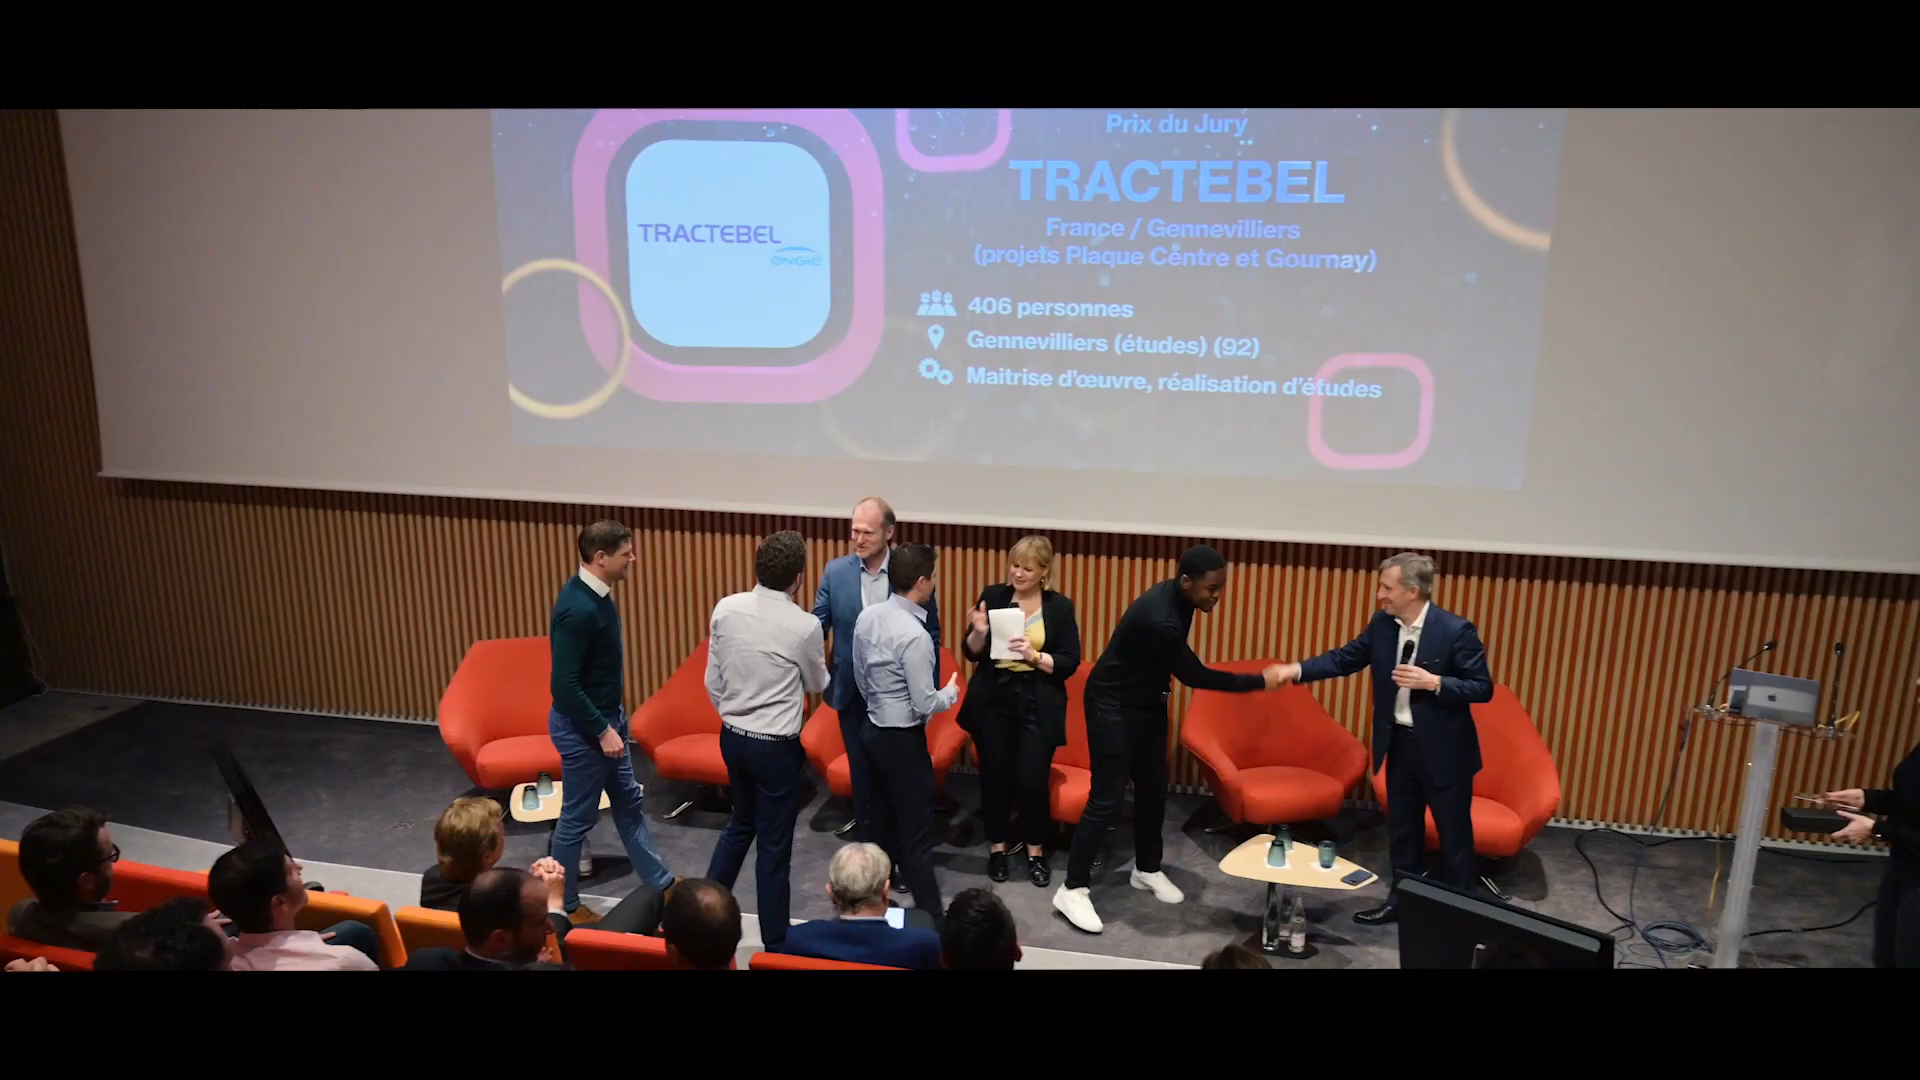 Prix du Jury
TRACTEBEL
France / Gennevilliers
(projets Plaque Centre et Gournay)
406 personnes
Gennevilliers (études) (92)
Maitrise d'œuvre, réalisation d'études
TRACTEBEL
ENGIE